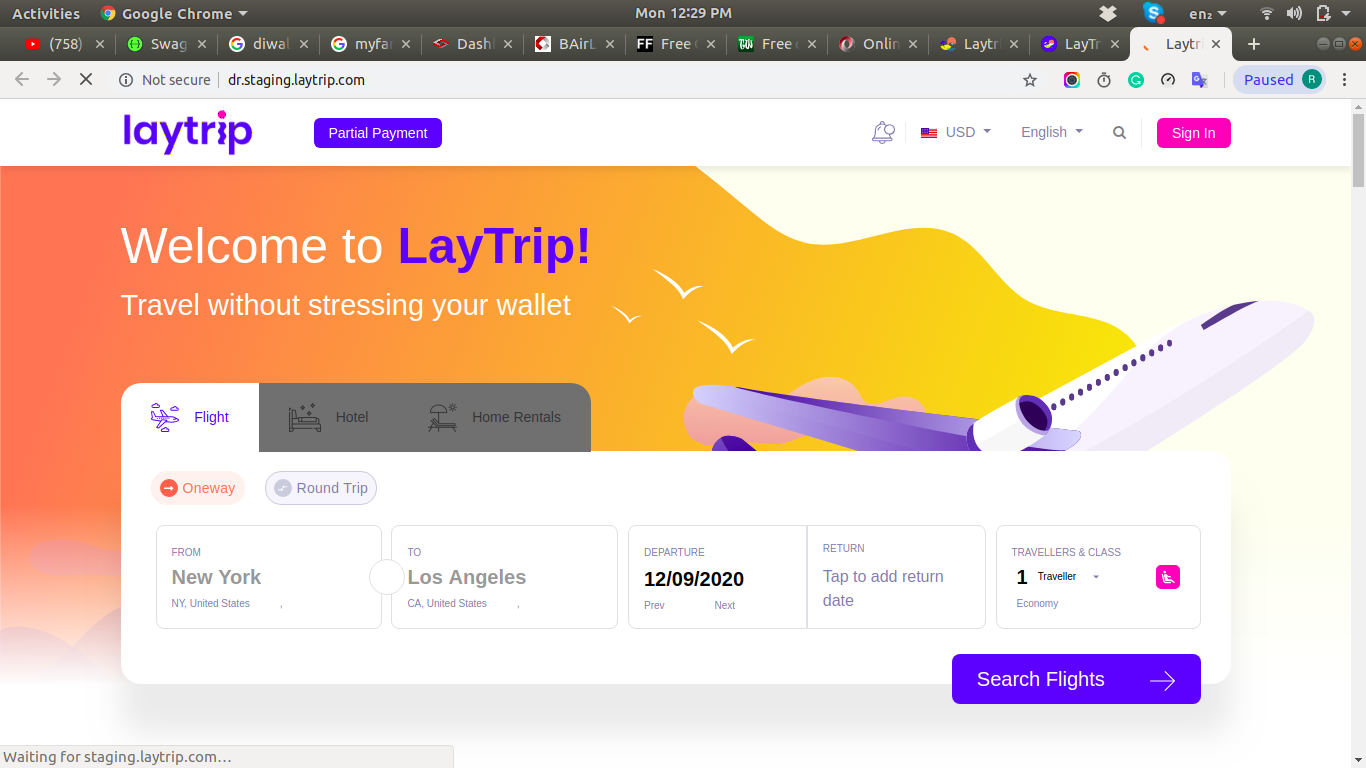 Activities Google Chrome Mon 12:29 PM en₂
(758) Swag diwal myfar Dashl BAirL Free Free Onlin Laytri LayTr Laytri
Not secure dr.staging.laytrip.com Paused R
laytrip Partial Payment USD English Sign In
Welcome to LayTrip!
Travel without stressing your wallet
Flight Hotel Home Rentals
Oneway Round Trip
FROM TO DEPARTURE RETURN TRAVELLERS & CLASS
New York Los Angeles 12/09/2020 Tap to add return date 1 Traveller
NY, United States , CA, United States , Prev Next Economy
Search Flights
Waiting for staging.laytrip.com…